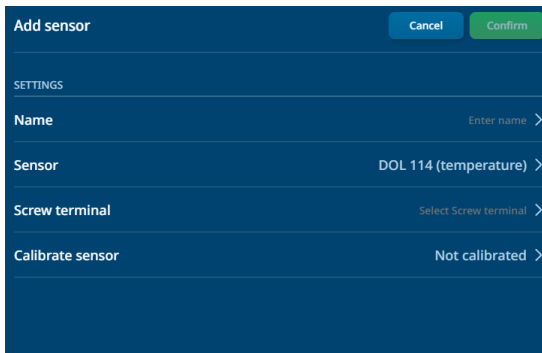 Add sensor Cancel Confirm
SETTINGS
Name Enter name
Sensor DOL 114 (temperature)
Screw terminal Select Screw terminal
Calibrate sensor Not calibrated